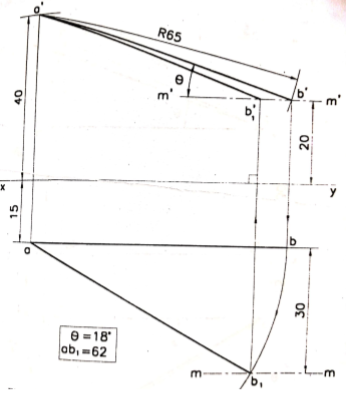 a'
R65
θ
m'
b'
m'
b₁'
40
20
x
y
15
a
b
30
θ = 18°
ab₁ = 62
m
b₁
m